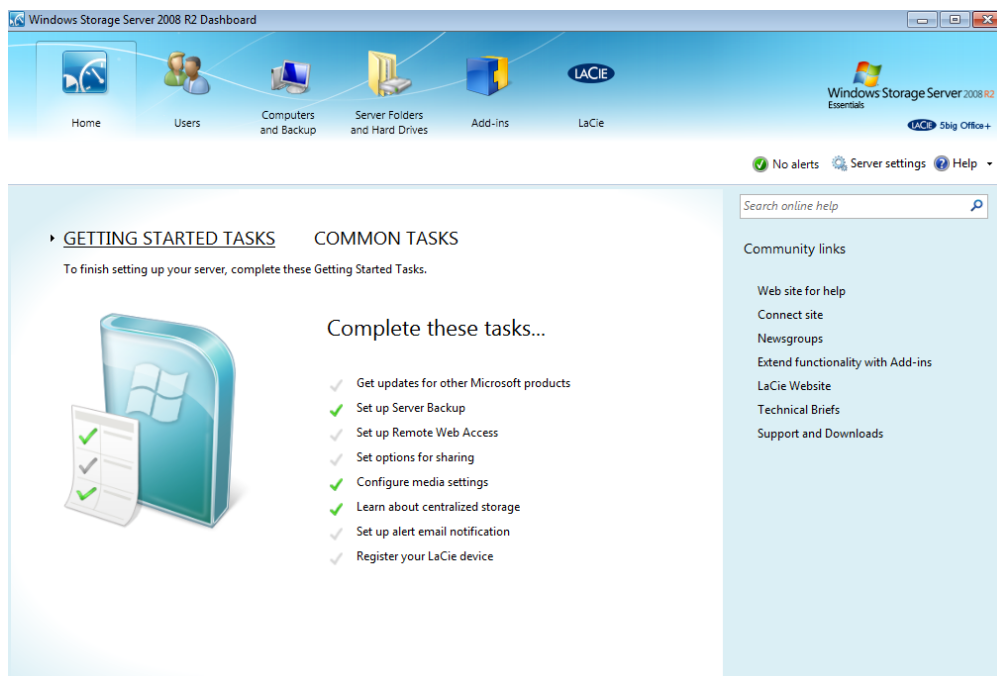 Windows Storage Server 2008 R2 Dashboard
Home
Users
Computers
and Backup
Server Folders
and Hard Drives
Add-ins
LACIE
LaCie
Windows Storage Server 2008 R2
Essentials
LACIE 5big Office+
No alerts
Server settings
Help
Search online help
GETTING STARTED TASKS
COMMON TASKS
To finish setting up your server, complete these Getting Started Tasks.
Complete these tasks...
Get updates for other Microsoft products
Set up Server Backup
Set up Remote Web Access
Set options for sharing
Configure media settings
Learn about centralized storage
Set up alert email notification
Register your LaCie device
Community links
Web site for help
Connect site
Newsgroups
Extend functionality with Add-ins
LaCie Website
Technical Briefs
Support and Downloads